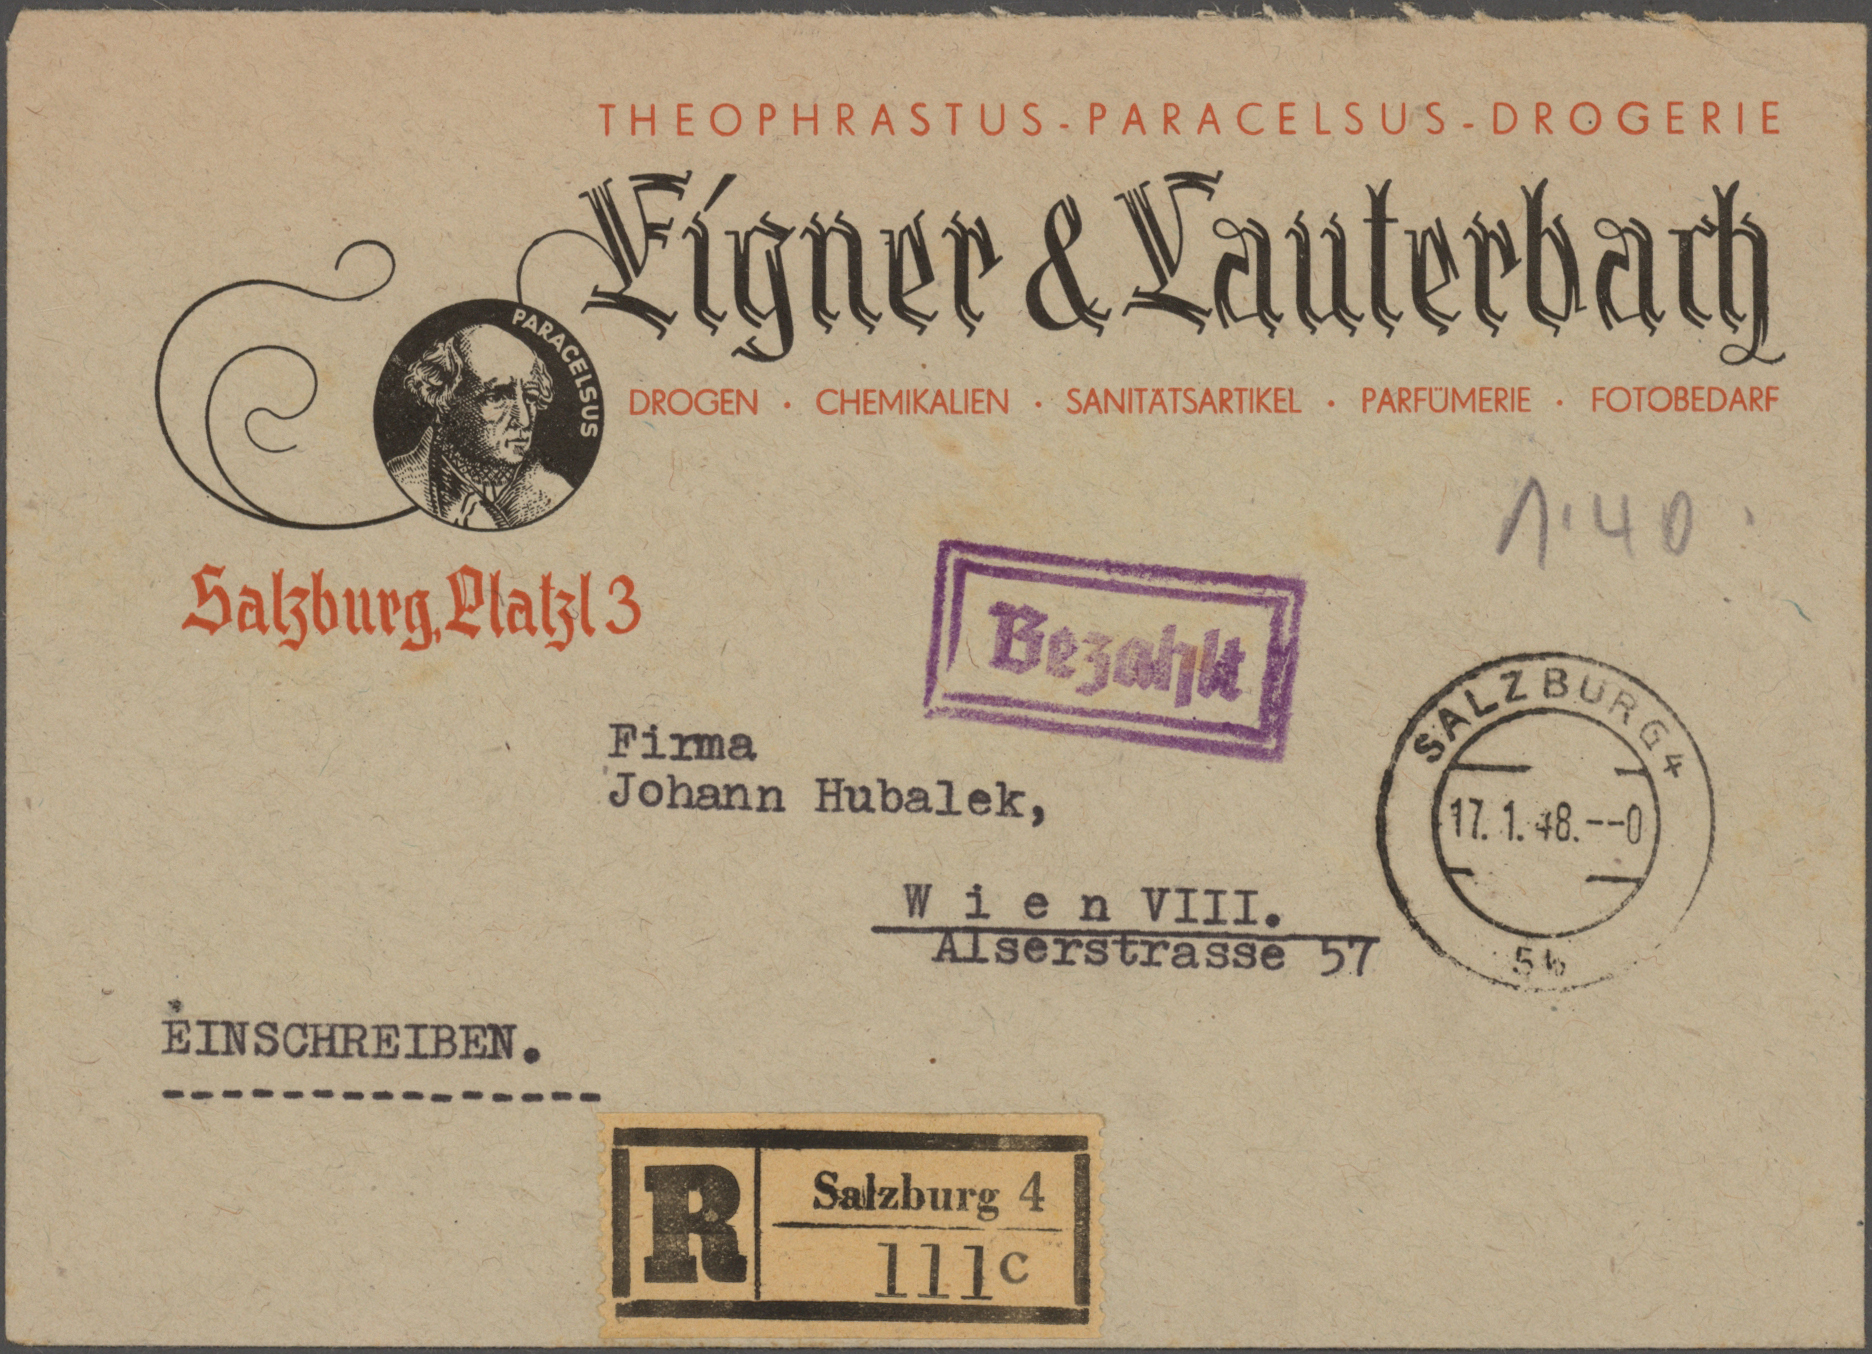 THEOPHRASTUS-PARACELSUS-DROGERIE
Eigner & Lauterbach
PARACELSUS
DROGEN · CHEMIKALIEN · SANITÄTSARTIKEL · PARFÜMERIE · FOTOBEDARF
1.40.
Salzburg, Platzl 3
Bezahlt
SALZBURG 4
17. 1. 48.--0
5b
Firma
Johann Hubalek,
Wien VIII.
Alserstrasse 57
EINSCHREIBEN.
---------------
R
Salzburg 4
111c